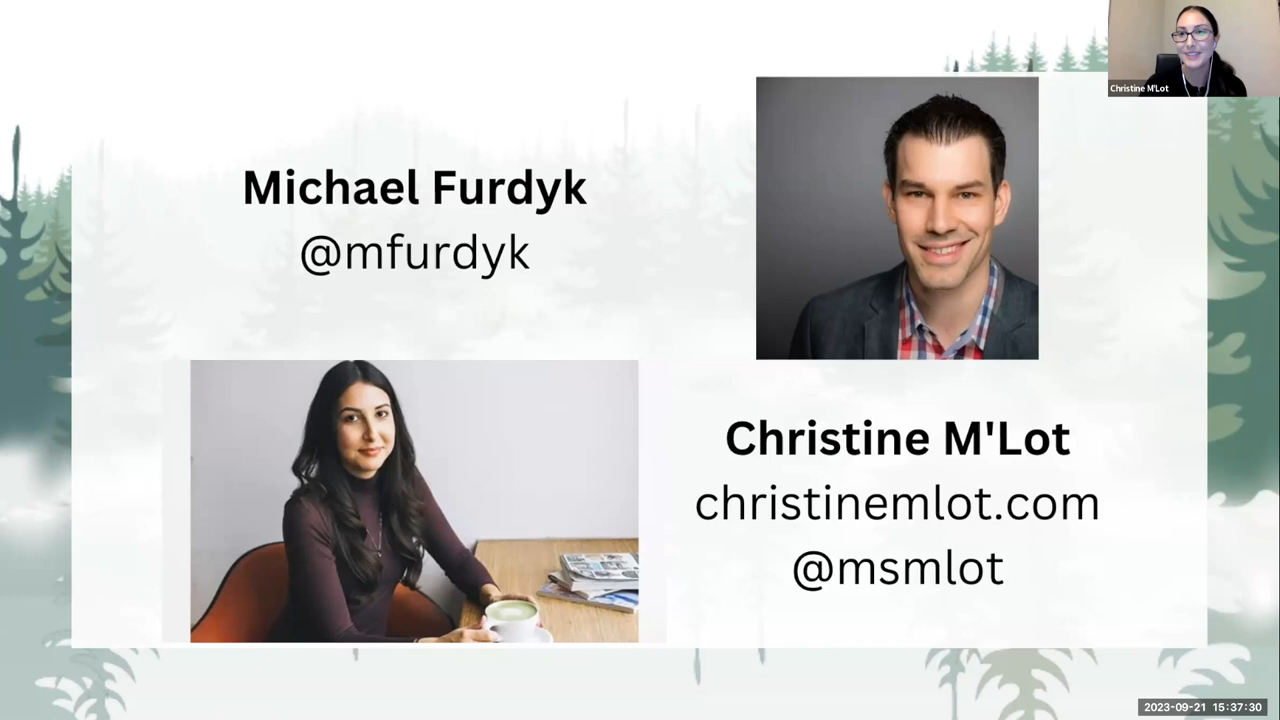 Christine M'Lot
Michael Furdyk
@mfurdyk
Christine M'Lot
christinemlot.com
@msmlot
2023-09-21 15:37:30